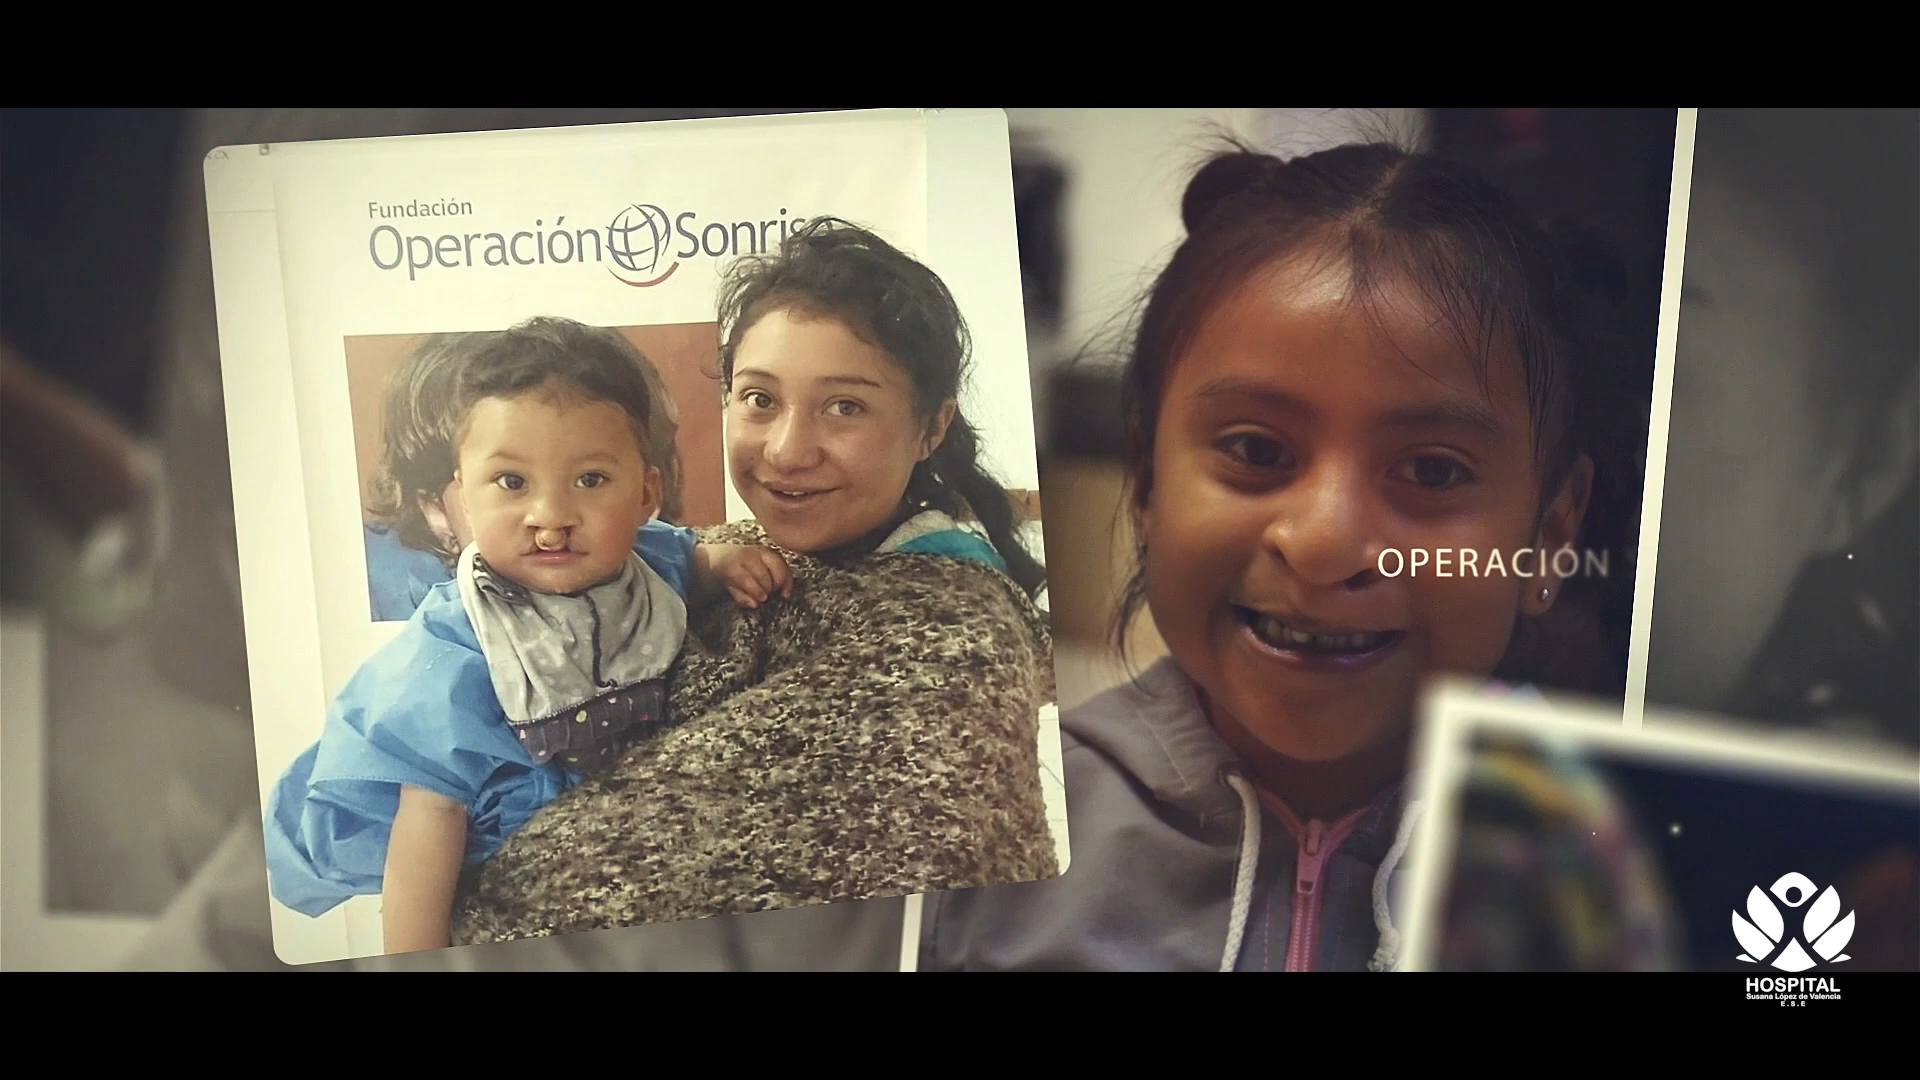 Fundación
Operación Sonrisa
OPERACIÓN
HOSPITAL
Susana López de Valencia
E.S.E